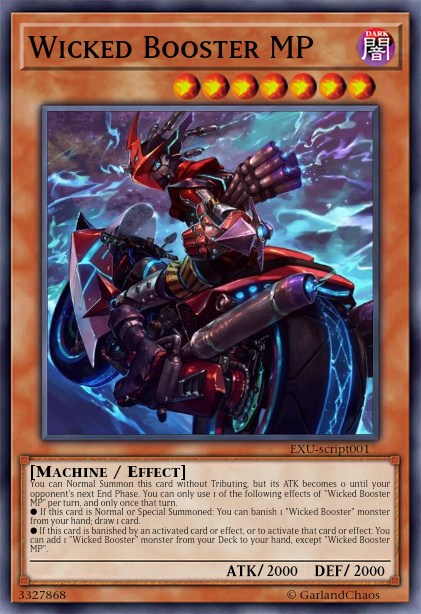 WICKED BOOSTER MP
DARK
闇
EXU-script001
[MACHINE / EFFECT]
You can Normal Summon this card without Tributing, but its ATK becomes 0 until your
opponent's next End Phase. You can only use 1 of the following effects of "Wicked Booster
MP" per turn, and only once that turn.
● If this card is Normal or Special Summoned: You can banish 1 "Wicked Booster" monster
from your hand; draw 1 card.
● If this card is banished by an activated card or effect, or to activate that card or effect: You
can add 1 "Wicked Booster" monster from your Deck to your hand, except "Wicked Booster
MP".
ATK/ 2000 DEF/ 2000
3327868 © GarlandChaos